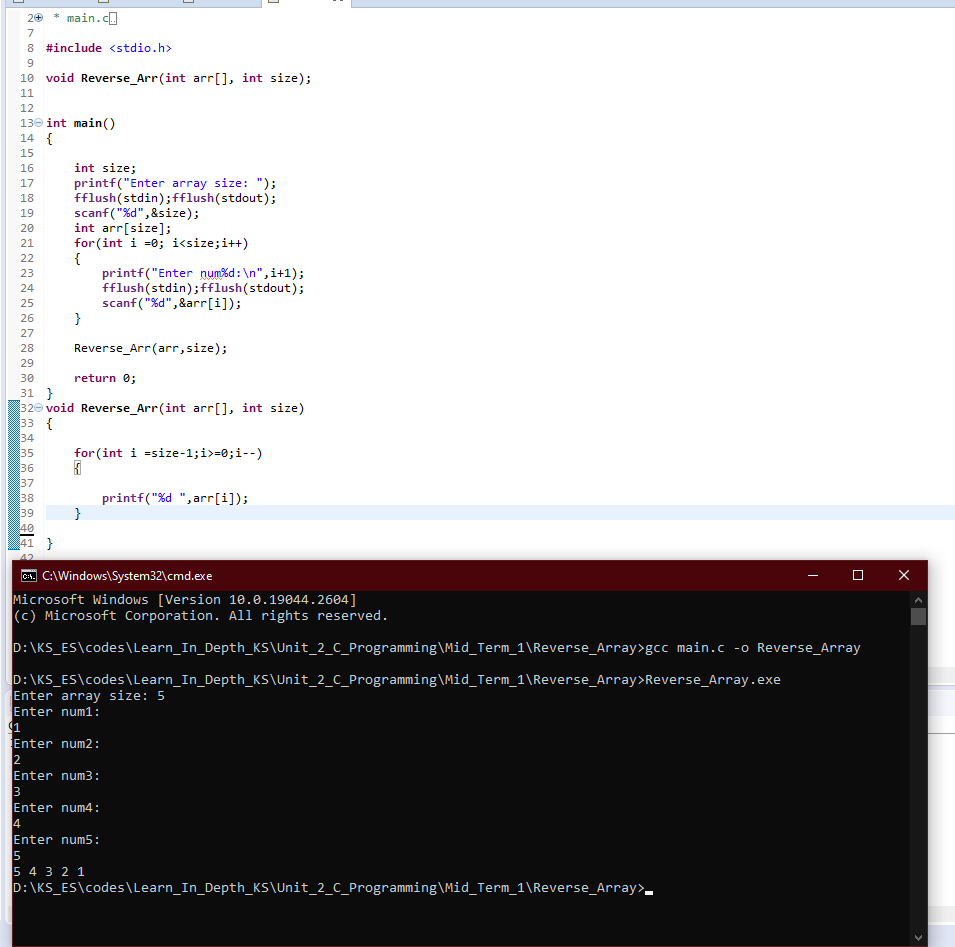 2 * main.c..
7
8 #include <stdio.h>
9
10 void Reverse_Arr(int arr[], int size);
11
12
13 int main()
14 {
15
16 int size;
17 printf("Enter array size: ");
18 fflush(stdin);fflush(stdout);
19 scanf("%d",&size);
20 int arr[size];
21 for(int i =0; i<size;i++)
22 {
23 printf("Enter num%d:\n",i+1);
24 fflush(stdin);fflush(stdout);
25 scanf("%d",&arr[i]);
26 }
27
28 Reverse_Arr(arr,size);
29
30 return 0;
31 }
32 void Reverse_Arr(int arr[], int size)
33 {
34
35 for(int i =size-1;i>=0;i--)
36 {
37
38 printf("%d ",arr[i]);
39 }
40
41 }
42
C:\Windows\System32\cmd.exe
Microsoft Windows [Version 10.0.19044.2604]
(c) Microsoft Corporation. All rights reserved.
D:\KS_ES\codes\Learn_In_Depth_KS\Unit_2_C_Programming\Mid_Term_1\Reverse_Array>gcc main.c -o Reverse_Array
D:\KS_ES\codes\Learn_In_Depth_KS\Unit_2_C_Programming\Mid_Term_1\Reverse_Array>Reverse_Array.exe
Enter array size: 5
Enter num1:
1
Enter num2:
2
Enter num3:
3
Enter num4:
4
Enter num5:
5
5 4 3 2 1
D:\KS_ES\codes\Learn_In_Depth_KS\Unit_2_C_Programming\Mid_Term_1\Reverse_Array>